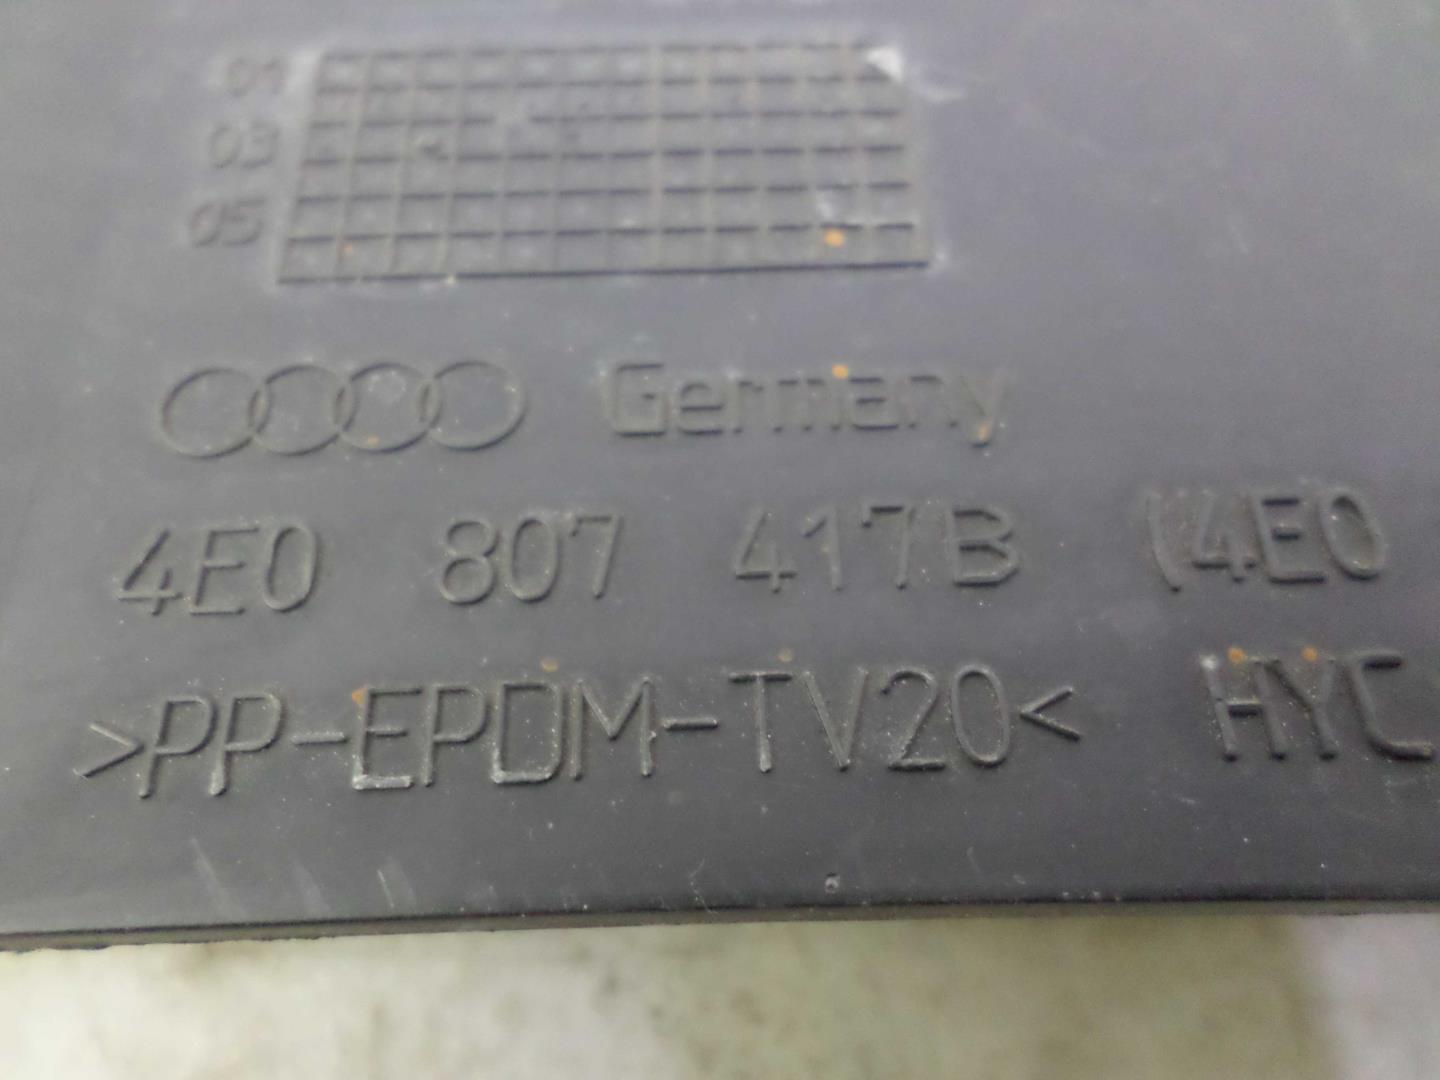 01
03
05
Germany
4E0 807 417B (4E0
>PP-EPDM-TV20< HYC